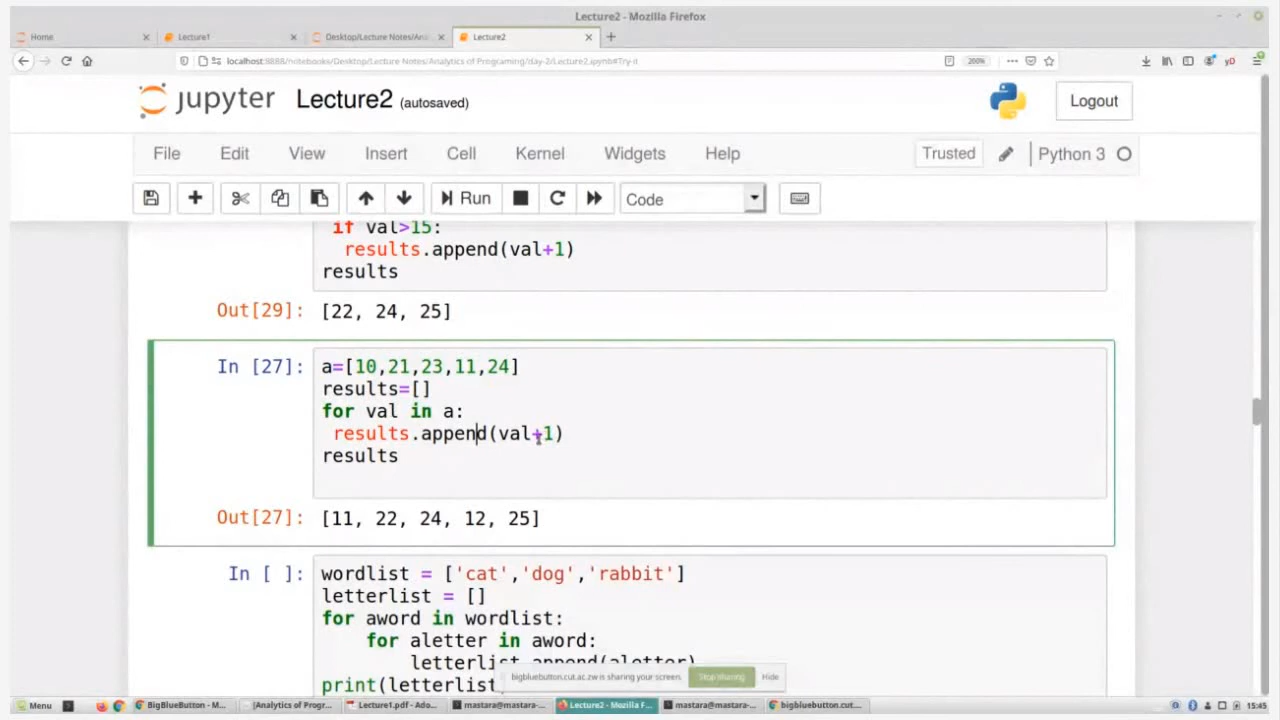 Lecture2 - Mozilla Firefox
Home
Lecture1
Desktop/Lecture Notes/An
Lecture2
localhost:8888/notebooks/Desktop/Lecture Notes/Analytics of Programing/day-2/Lecture2.ipynb#Try-it
200%
jupyter Lecture2 (autosaved)
Logout
File Edit View Insert Cell Kernel Widgets Help
Trusted
Python 3
Run
Code
if val>15:
results.append(val+1)
results
Out[29]: [22, 24, 25]
In [27]: a=[10,21,23,11,24]
results=[]
for val in a:
results.append(val+1)
results
Out[27]: [11, 22, 24, 12, 25]
In [ ]: wordlist = ['cat','dog','rabbit']
letterlist = []
for aword in wordlist:
for aletter in aword:
letterlist.append(aletter)
print(letterlist
bigbluebutton.cut.ac.zw is sharing your screen.
Stop sharing
Hide
Menu
BigBlueButton - M...
[Analytics of Progr...
Lecture1.pdf - Ado...
mastara@mastar-...
Lecture2 - Mozilla F...
mastara@mastar-...
bigbluebutton.cut....
15:45